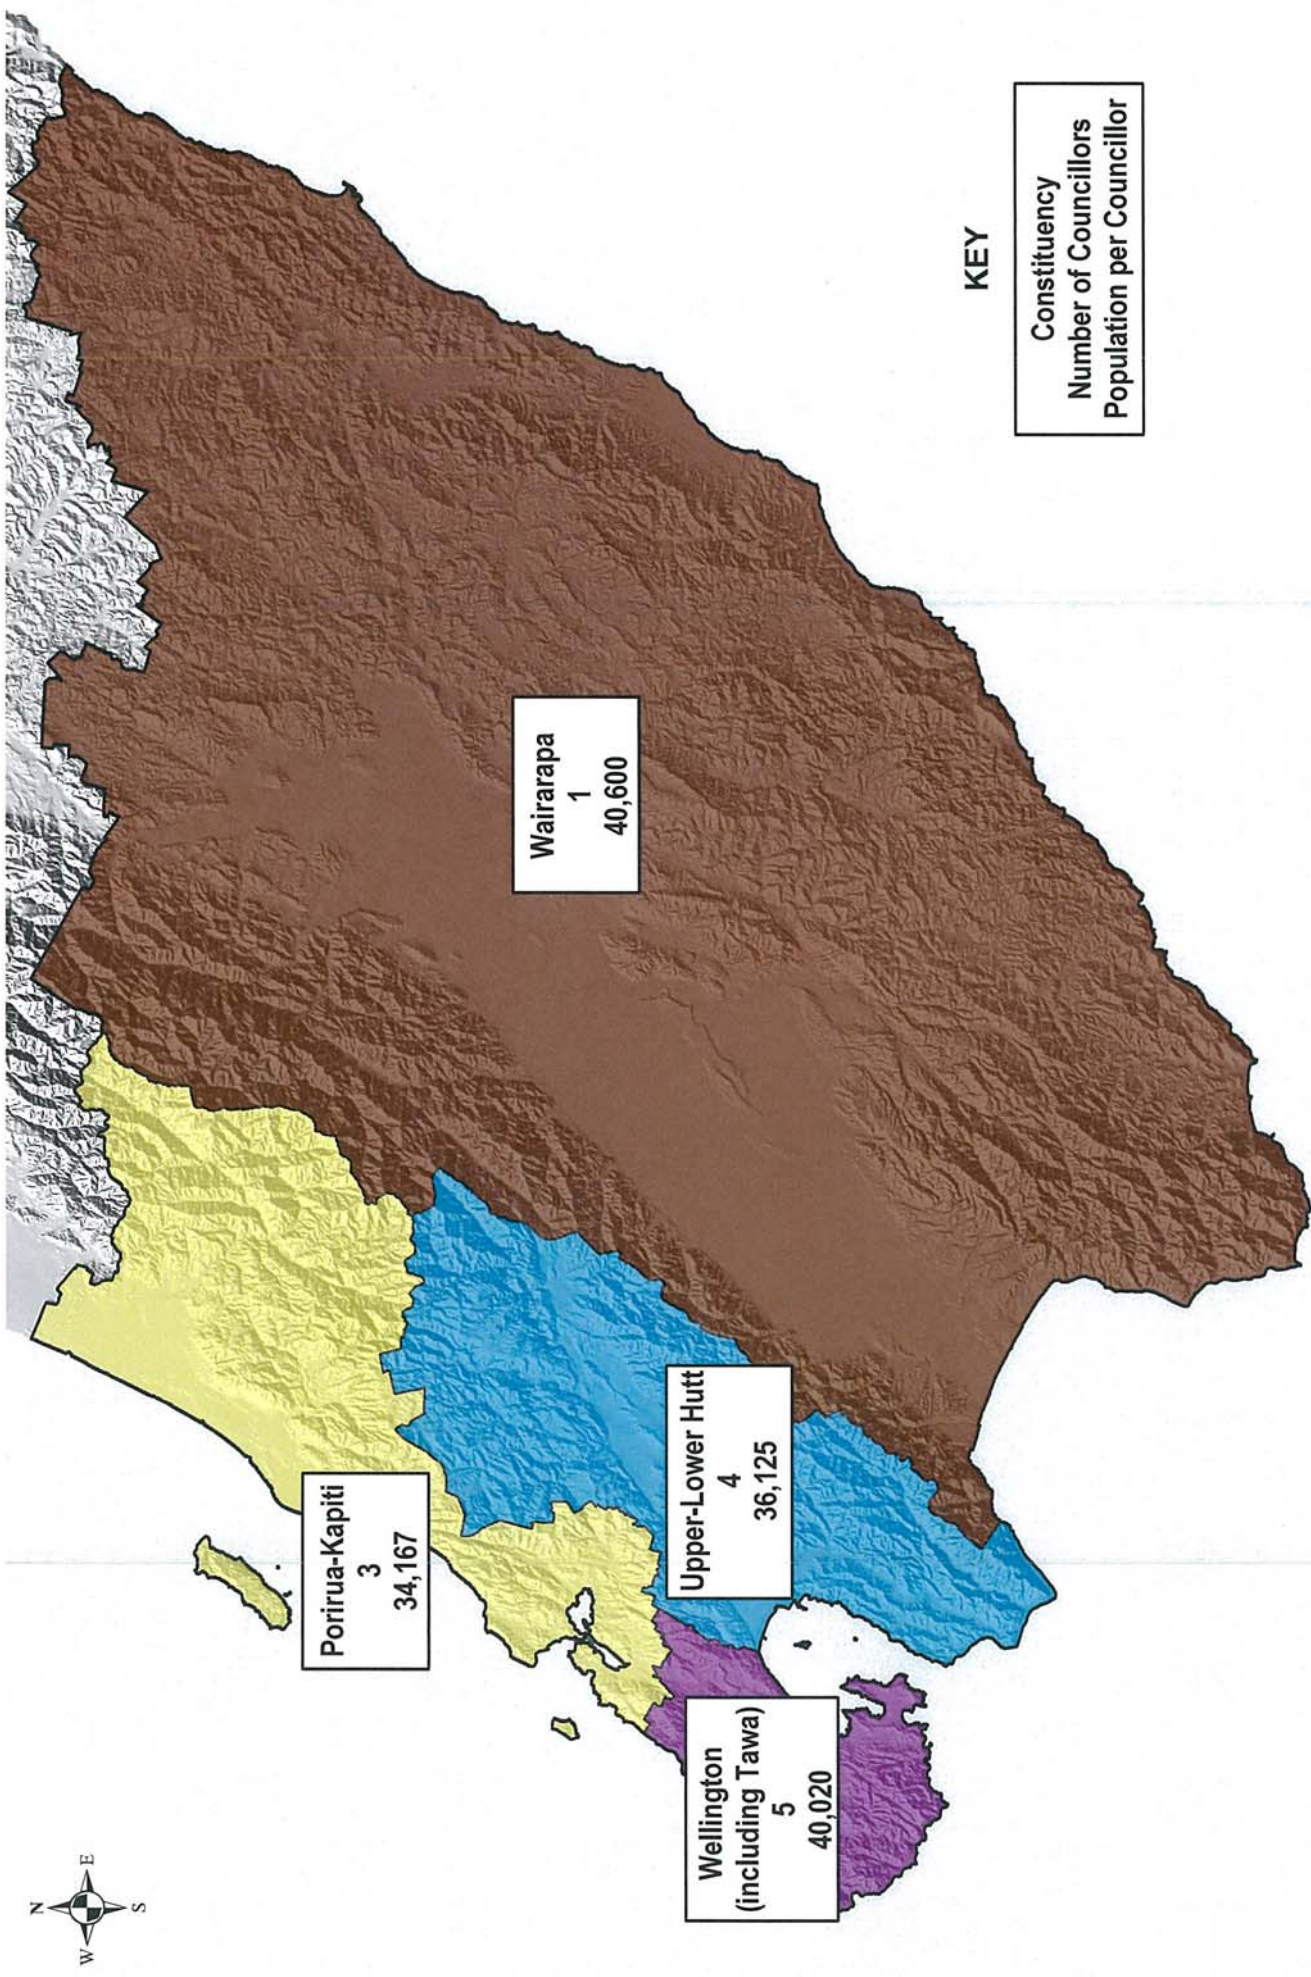 N
W
E
S
Porirua-Kapiti
3
34,167
Wairarapa
1
40,600
Upper-Lower Hutt
4
36,125
Wellington
(including Tawa)
5
40,020
KEY
Constituency
Number of Councillors
Population per Councillor